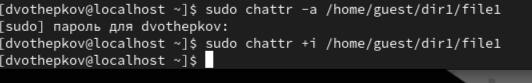 [dvothepkov@localhost ~]$ sudo chattr -a /home/guest/dir1/file1
[sudo] пароль для dvothepkov:
[dvothepkov@localhost ~]$ sudo chattr +i /home/guest/dir1/file1
[dvothepkov@localhost ~]$